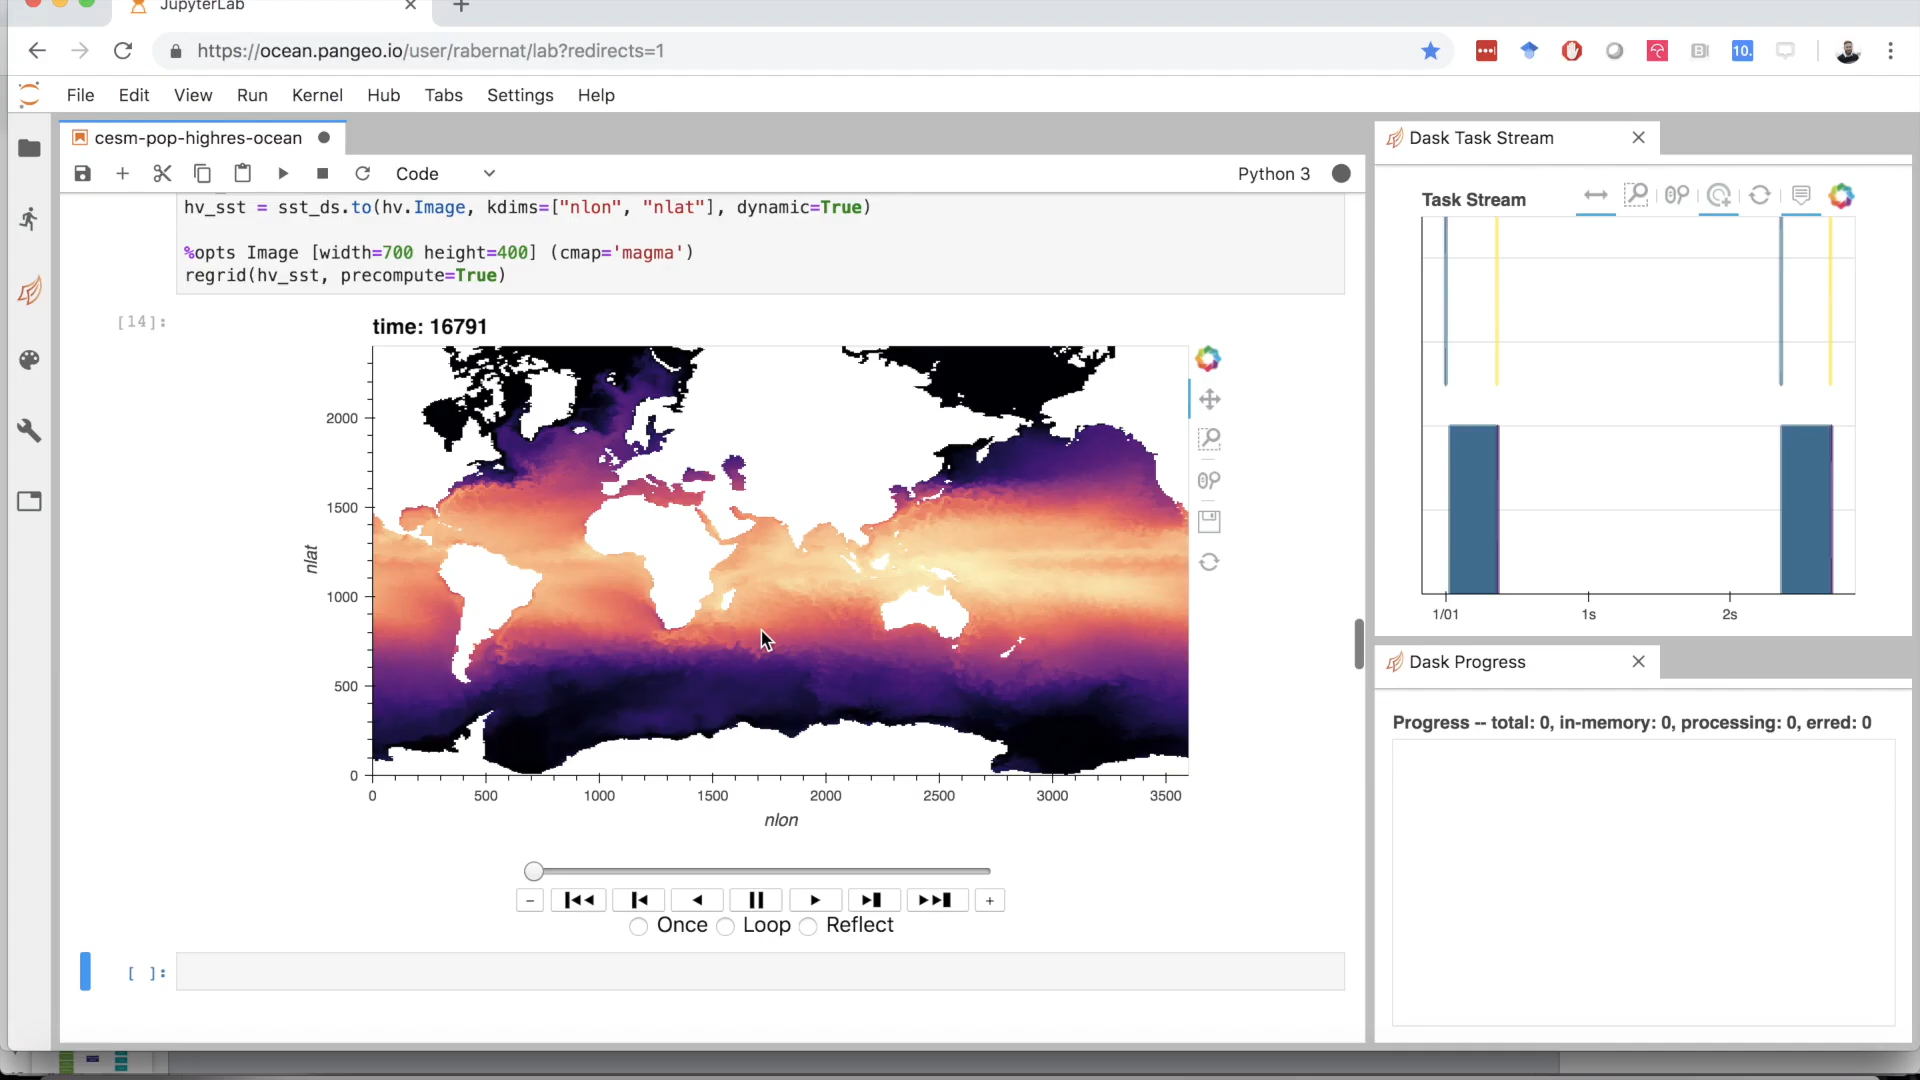 JupyterLab
https://ocean.pangeo.io/user/rabernat/lab?redirects=1
10.
File Edit View Run Kernel Hub Tabs Settings Help
cesm-pop-highres-ocean
Code
Python 3
hv_sst = sst_ds.to(hv.Image, kdims=["nlon", "nlat"], dynamic=True)
%opts Image [width=700 height=400] (cmap='magma')
regrid(hv_sst, precompute=True)
[14]:
time: 16791
2000
1500
1000
500
0
nlat
0 500 1000 1500 2000 2500 3000 3500
nlon
− +
Once Loop Reflect
[ ]:
Dask Task Stream
Task Stream
1/01 1s 2s
Dask Progress
Progress -- total: 0, in-memory: 0, processing: 0, erred: 0